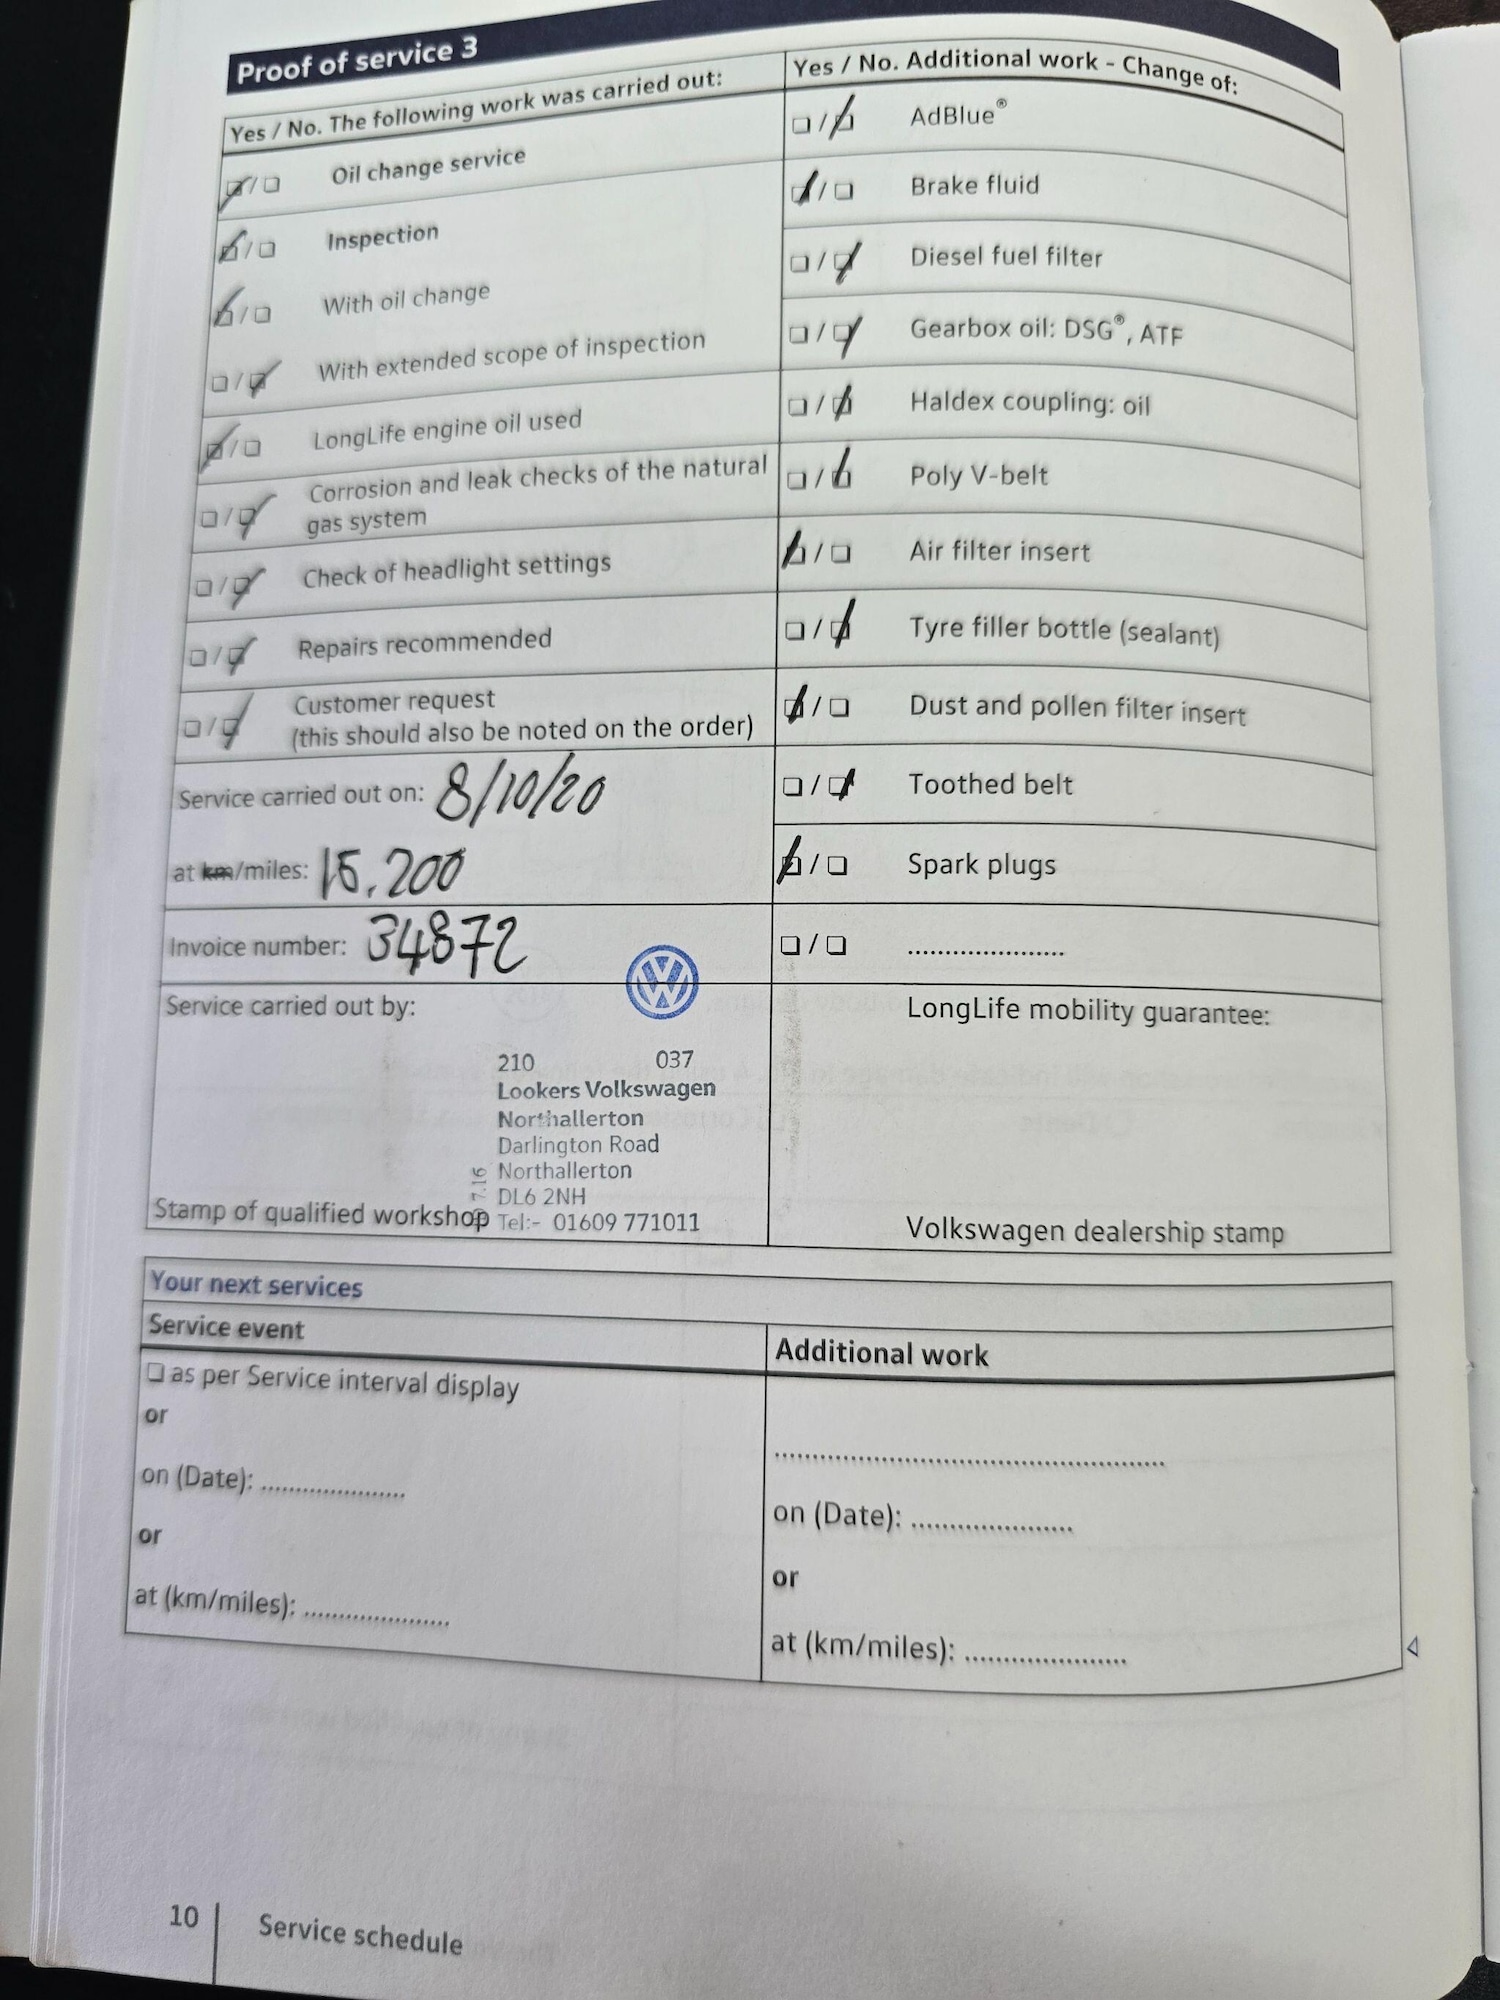 Proof of service 3
Yes / No. The following work was carried out:
Oil change service
Inspection
With oil change
With extended scope of inspection
LongLife engine oil used
Corrosion and leak checks of the natural
gas system
Check of headlight settings
Repairs recommended
Customer request
(this should also be noted on the order)
Service carried out on: 8/10/20
at km/miles: 15,200
Invoice number: 34872
Service carried out by:
210 037
Lookers Volkswagen
Northallerton
Darlington Road
Northallerton
DL6 2NH
Tel:- 01609 771011
7.16
Stamp of qualified workshop
Yes / No. Additional work - Change of:
AdBlue®
Brake fluid
Diesel fuel filter
Gearbox oil: DSG®, ATF
Haldex coupling: oil
Poly V-belt
Air filter insert
Tyre filler bottle (sealant)
Dust and pollen filter insert
Toothed belt
Spark plugs
.....................
LongLife mobility guarantee:
Volkswagen dealership stamp
Your next services
Service event
as per Service interval display
or
on (Date): .....................
or
at (km/miles): .....................
Additional work
..........................................................
on (Date): .....................
or
at (km/miles): .....................
10
Service schedule